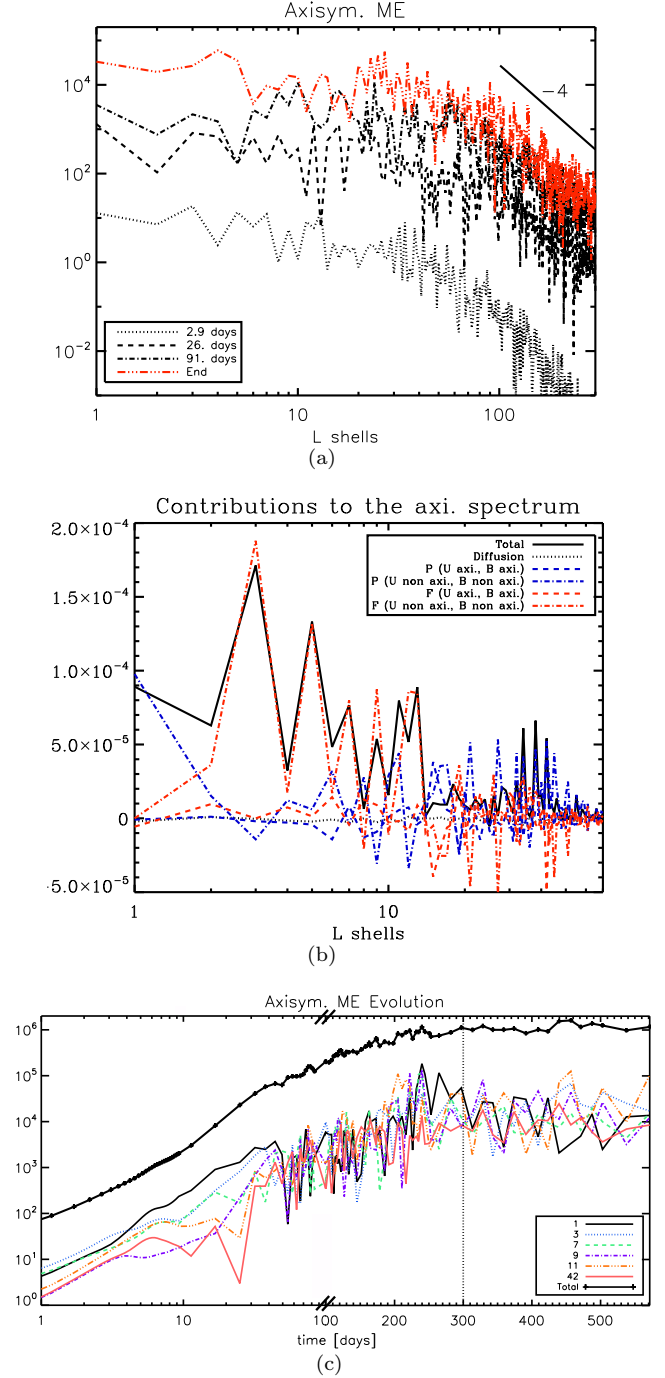 Axisym. ME
10^4
10^2
10^0
10^-2
−4
2.9 days
26. days
91. days
End
1 10 100
L shells
(a)
Contributions to the axi. spectrum
2.0×10^-4
1.5×10^-4
1.0×10^-4
5.0×10^-5
0
-5.0×10^-5
Total
Diffusion
P (U axi., B axi.)
P (U non axi., B non axi.)
F (U axi., B axi.)
F (U non axi., B non axi.)
1 10
L shells
(b)
Axisym. ME Evolution
10^6
10^5
10^4
10^3
10^2
10^1
10^0
1
3
7
9
11
42
Total
1 10 100 100 200 300 400 500
time [days]
(c)